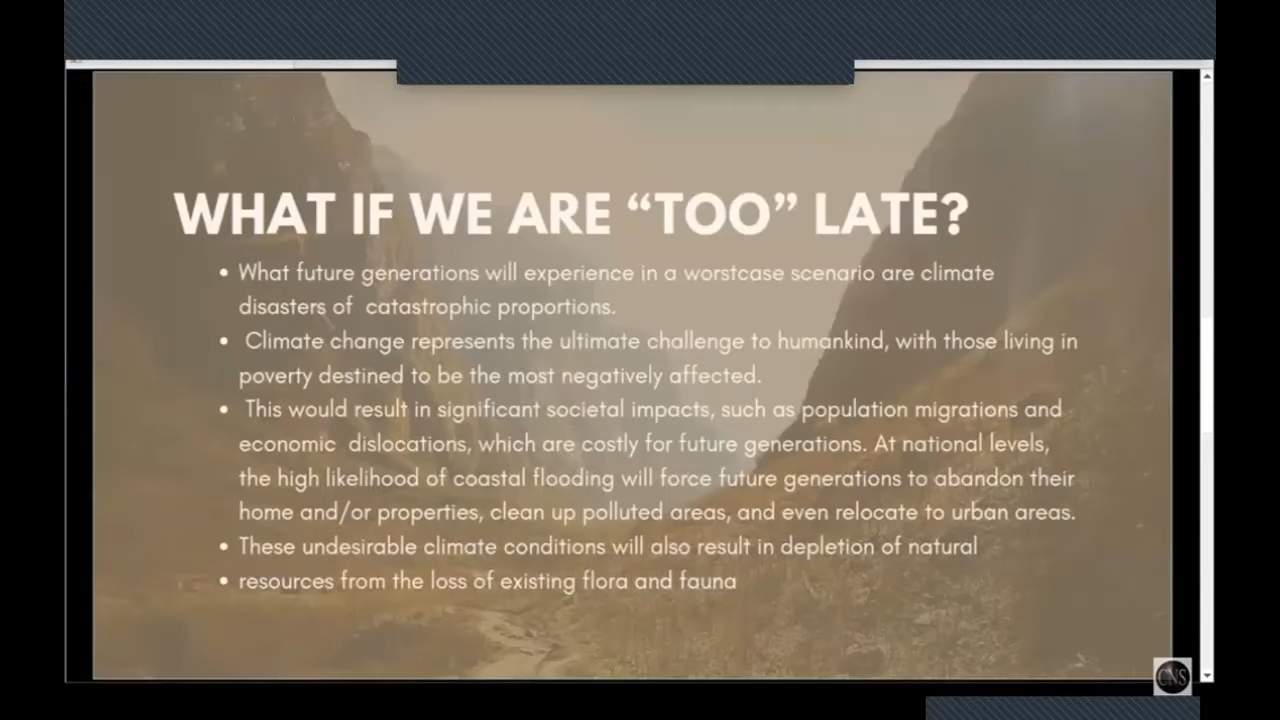 WHAT IF WE ARE “TOO” LATE?
• What future generations will experience in a worstcase scenario are climate
disasters of  catastrophic proportions.
•  Climate change represents the ultimate challenge to humankind, with those living in
poverty destined to be the most negatively affected.
•  This would result in significant societal impacts, such as population migrations and
economic  dislocations, which are costly for future generations. At national levels,
the high likelihood of coastal flooding will force future generations to abandon their
home and/or properties, clean up polluted areas, and even relocate to urban areas.
• These undesirable climate conditions will also result in depletion of natural
• resources from the loss of existing flora and fauna
CNS